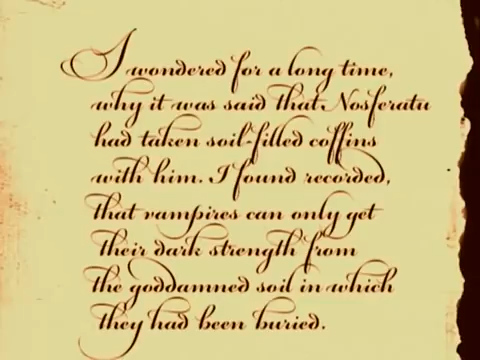 I wondered for a long time,
why it was said that Nosferatu
had taken soil-filled coffins
with him. I found recorded,
that vampires can only get
their dark strength from
the goddamned soil in which
they had been buried.